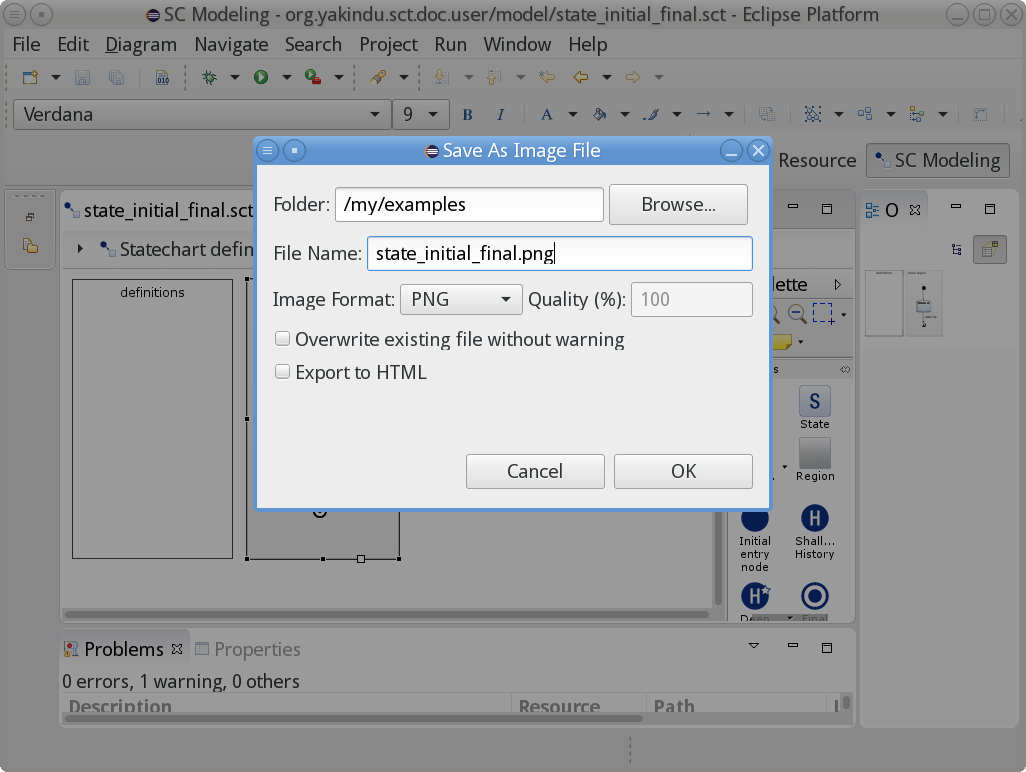 SC Modeling - org.yakindu.sct.doc.user/model/state_initial_final.sct - Eclipse Platform
File Edit Diagram Navigate Search Project Run Window Help
010
Verdana 9 B I A
Save As Image File
Resource SC Modeling
Folder: /my/examples Browse...
state_initial_final.sct O
File Name: state_initial_final.png
Statechart defin
definitions
Image Format: PNG Quality (%): 100
lette
Overwrite existing file without warning
Export to HTML
S
State
Region
Cancel OK
H
Initial entry node
Shall... History
H
Problems Properties
0 errors, 1 warning, 0 others
Description Resource Path